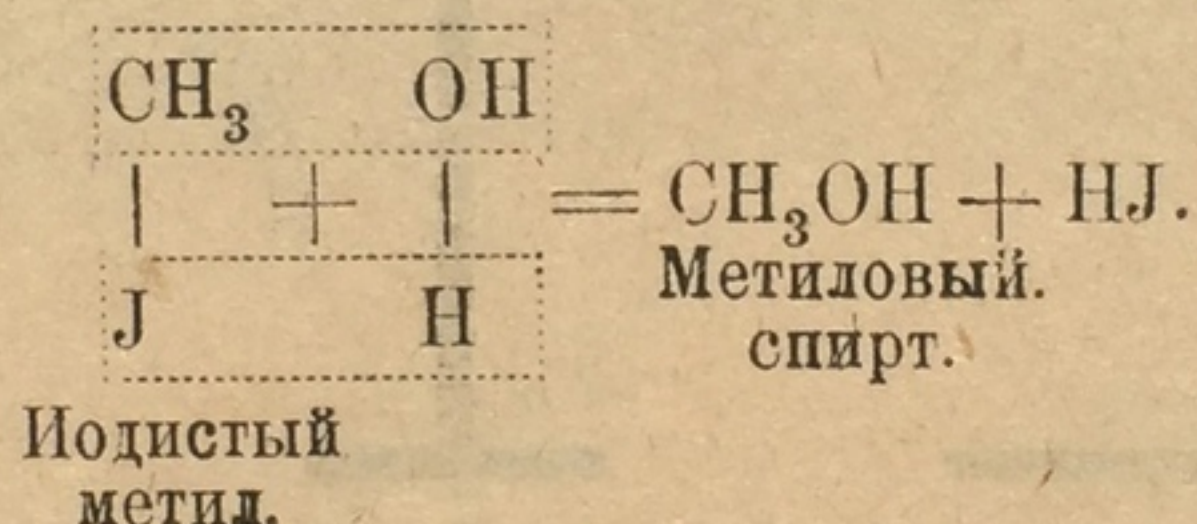 CH₃ OH
| + | = CH₃OH + HJ.
J H
Метиловый.
спирт.
Иодистый
метил.